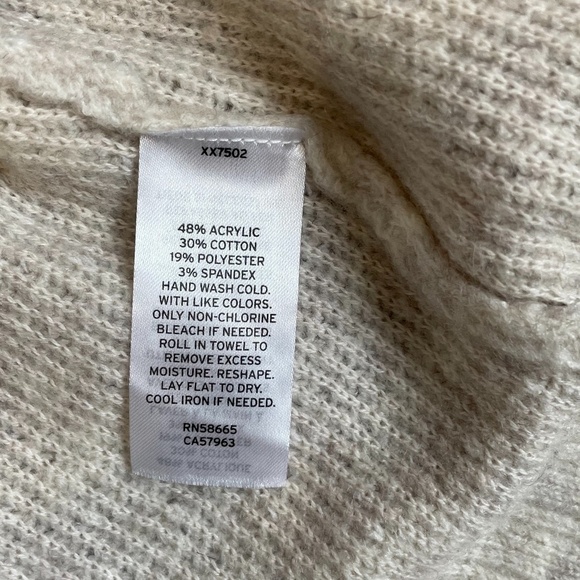 XX7502
48% ACRYLIC
30% COTTON
19% POLYESTER
3% SPANDEX
HAND WASH COLD.
WITH LIKE COLORS.
ONLY NON-CHLORINE
BLEACH IF NEEDED.
ROLL IN TOWEL TO
REMOVE EXCESS
MOISTURE. RESHAPE.
LAY FLAT TO DRY.
COOL IRON IF NEEDED.
RN58665
CA57963